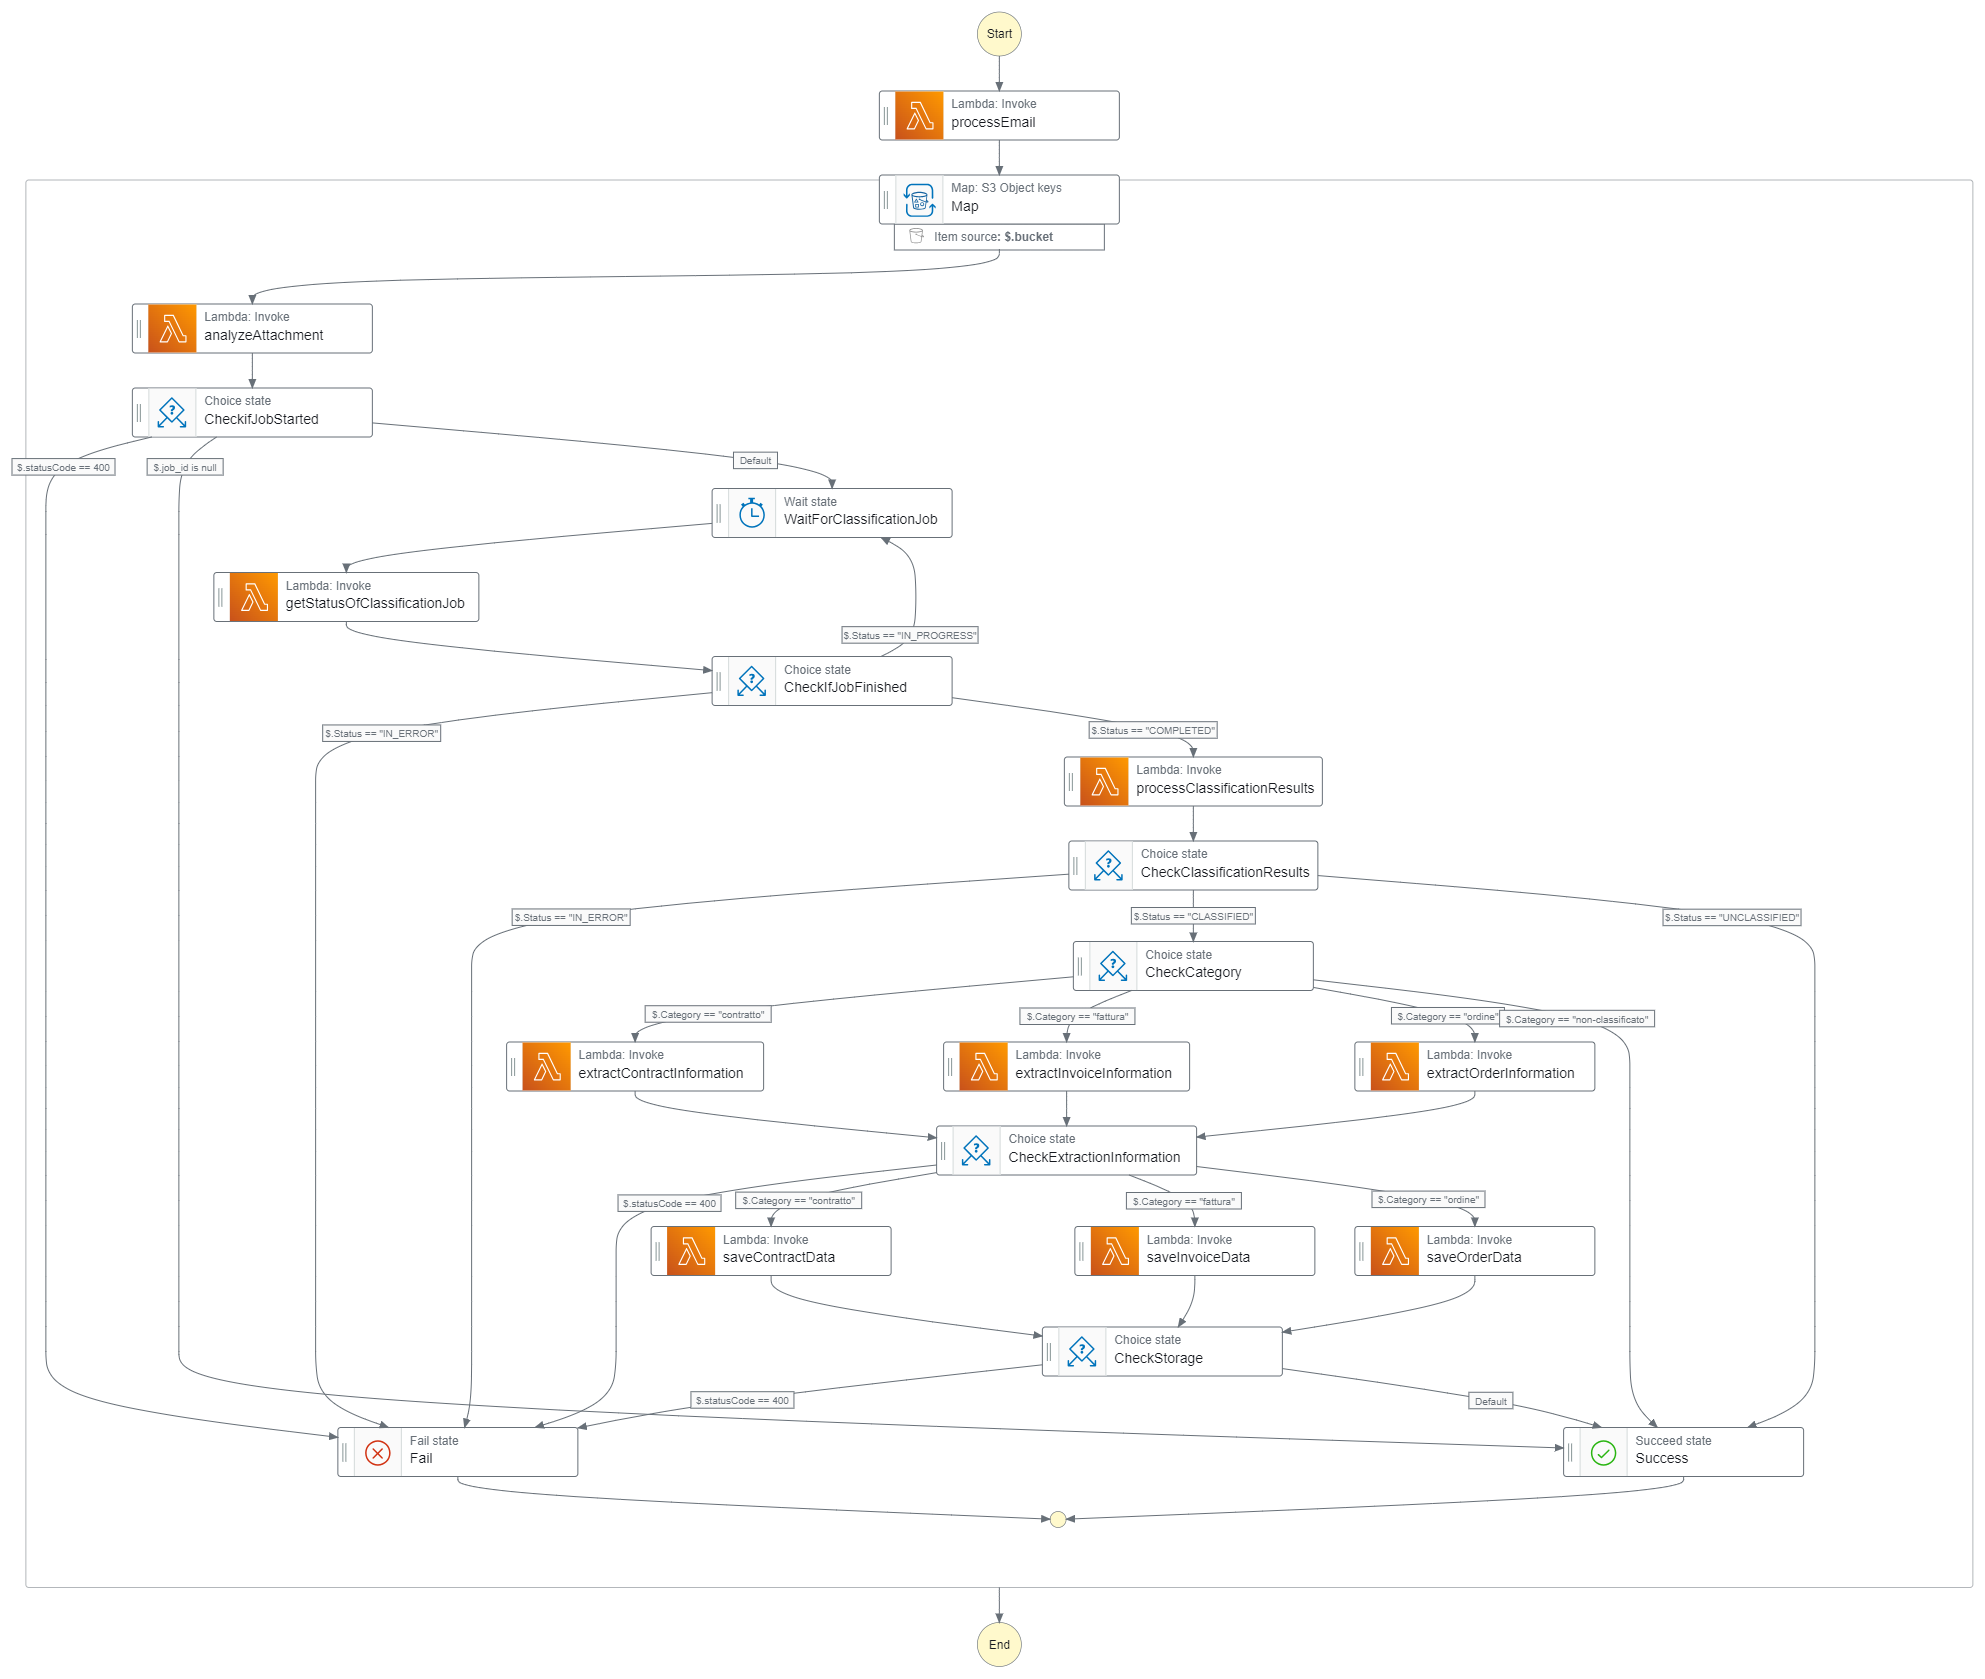 Start
Lambda: Invoke
processEmail
Map: S3 Object keys
Map
Item source: $.bucket
Lambda: Invoke
analyzeAttachment
Choice state
CheckifJobStarted
$.statusCode == 400
$.job_id is null
Default
Wait state
WaitForClassificationJob
Lambda: Invoke
getStatusOfClassificationJob
$.Status == "IN_PROGRESS"
Choice state
CheckIfJobFinished
$.Status == "IN_ERROR"
$.Status == "COMPLETED"
Lambda: Invoke
processClassificationResults
Choice state
CheckClassificationResults
$.Status == "IN_ERROR"
$.Status == "CLASSIFIED"
$.Status == "UNCLASSIFIED"
Choice state
CheckCategory
$.Category == "contratto"
$.Category == "fattura"
$.Category == "ordine"
$.Category == "non-classificato"
Lambda: Invoke
extractContractInformation
Lambda: Invoke
extractInvoiceInformation
Lambda: Invoke
extractOrderInformation
Choice state
CheckExtractionInformation
$.statusCode == 400
$.Category == "contratto"
$.Category == "fattura"
$.Category == "ordine"
Lambda: Invoke
saveContractData
Lambda: Invoke
saveInvoiceData
Lambda: Invoke
saveOrderData
Choice state
CheckStorage
$.statusCode == 400
Default
Fail state
Fail
Succeed state
Success
End